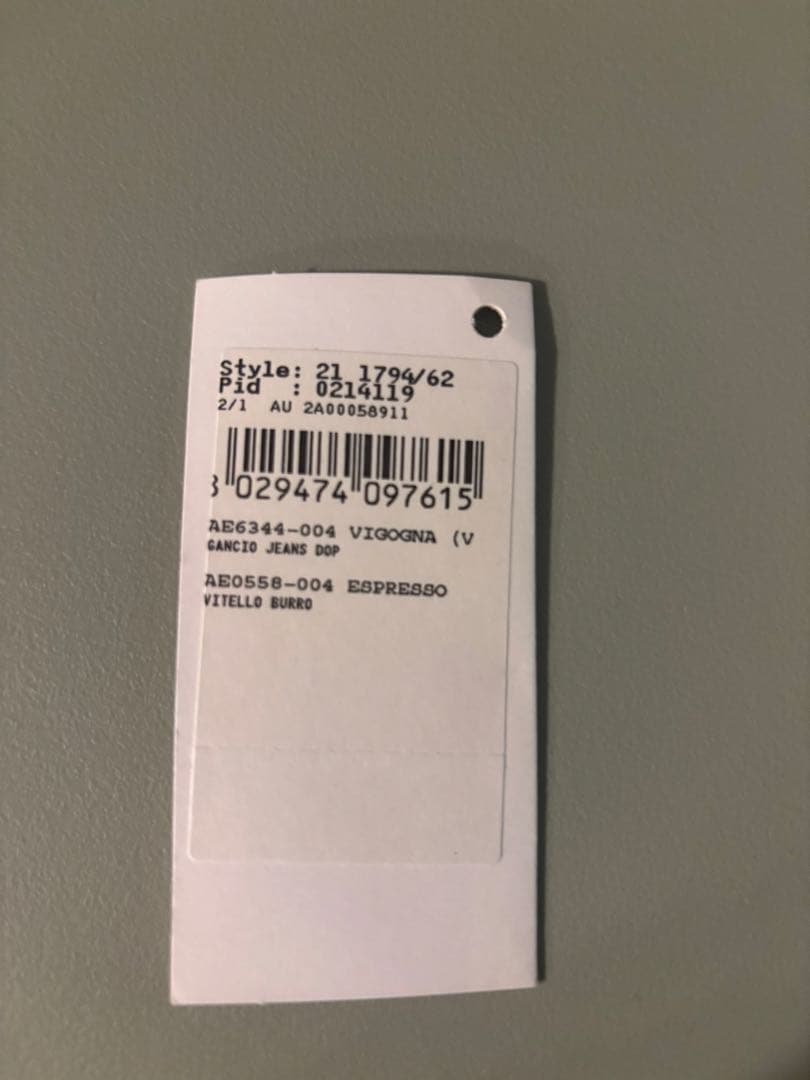 Style: 21 1794/62
Pid : 0214119
2/1 AU 2A00058911
8 029474 097615
AE6344-004 VIGOGNA (V
GANCIO JEANS DOP
AE0558-004 ESPRESSO
VITELLO BURRO